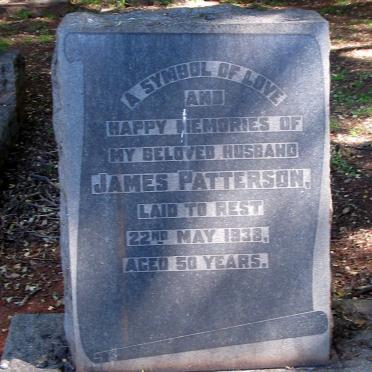 A SYMBOL OF LOVE
AND
HAPPY MEMORIES OF
MY BELOVED HUSBAND
JAMES PATTERSON.
LAID TO REST
22ND MAY 1938,
AGED 50 YEARS.